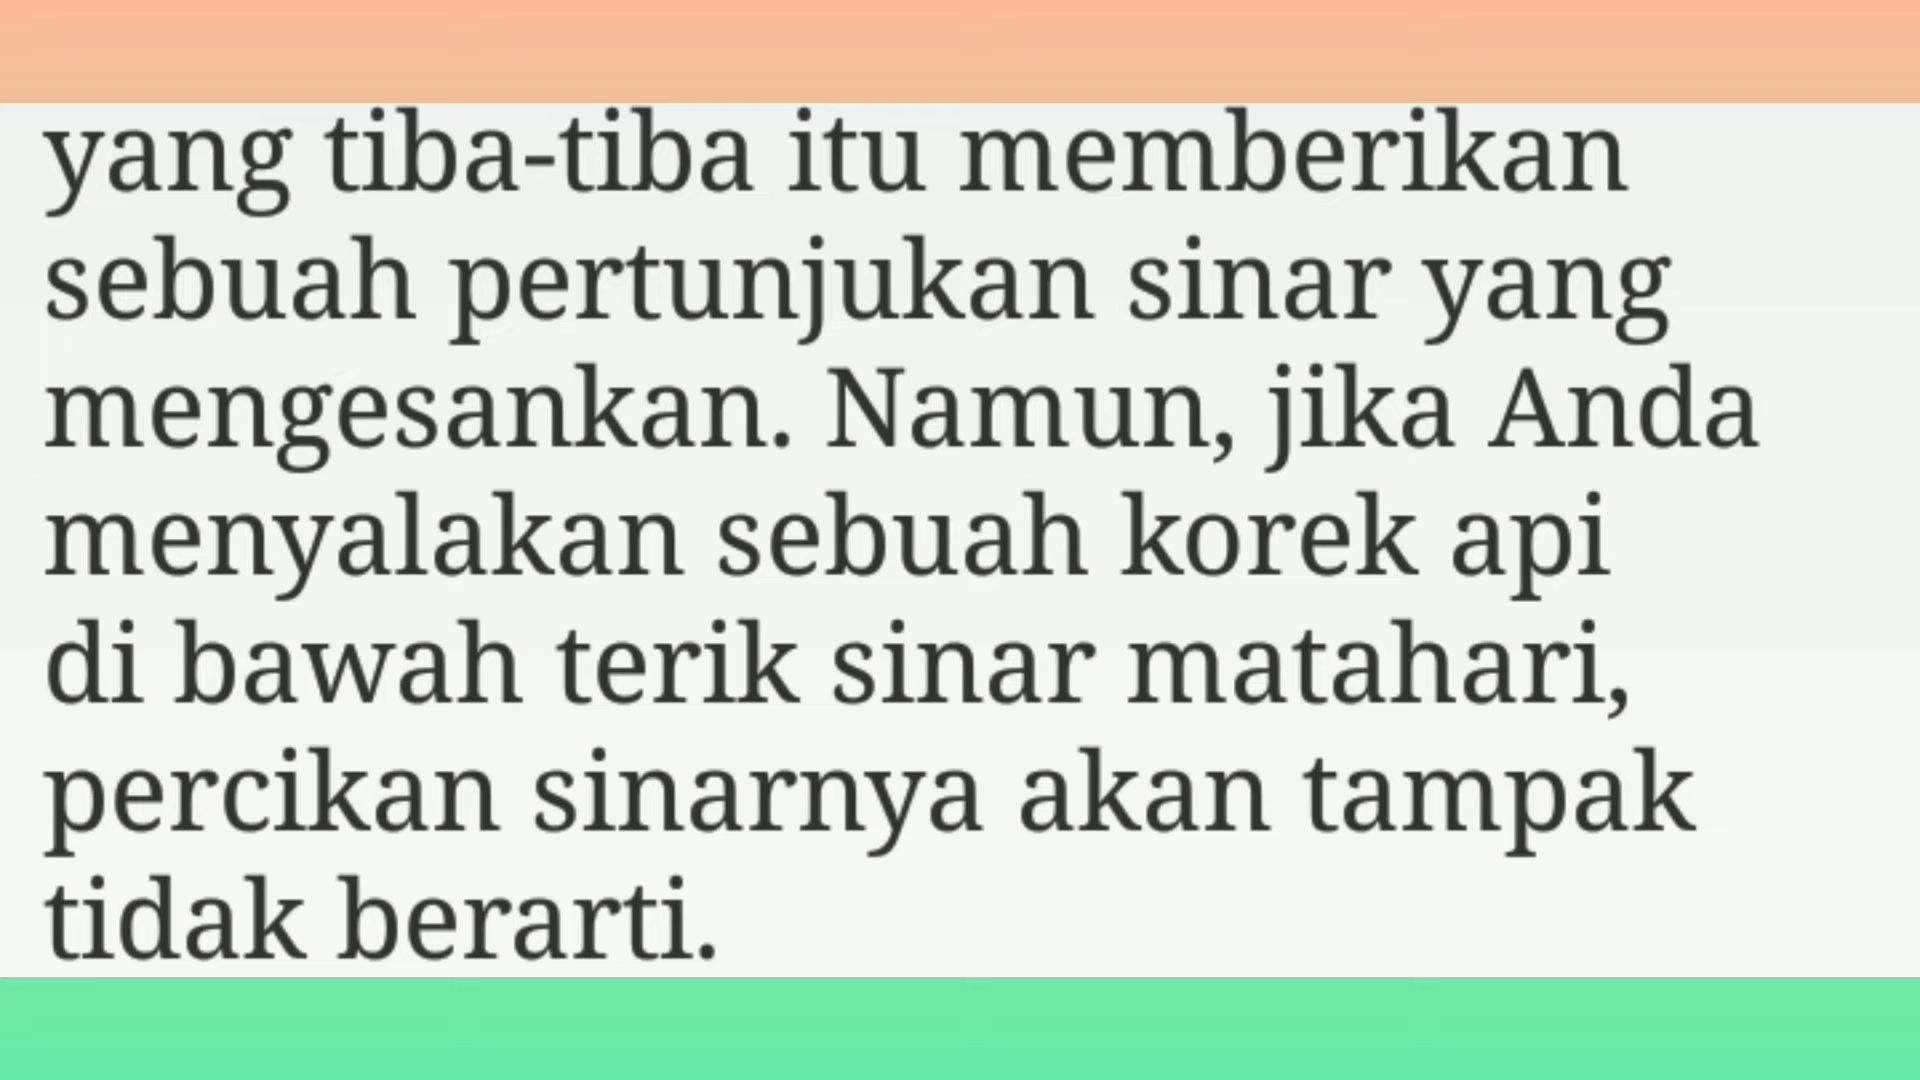 yang tiba-tiba itu memberikan
sebuah pertunjukan sinar yang
mengesankan. Namun, jika Anda
menyalakan sebuah korek api
di bawah terik sinar matahari,
percikan sinarnya akan tampak
tidak berarti.